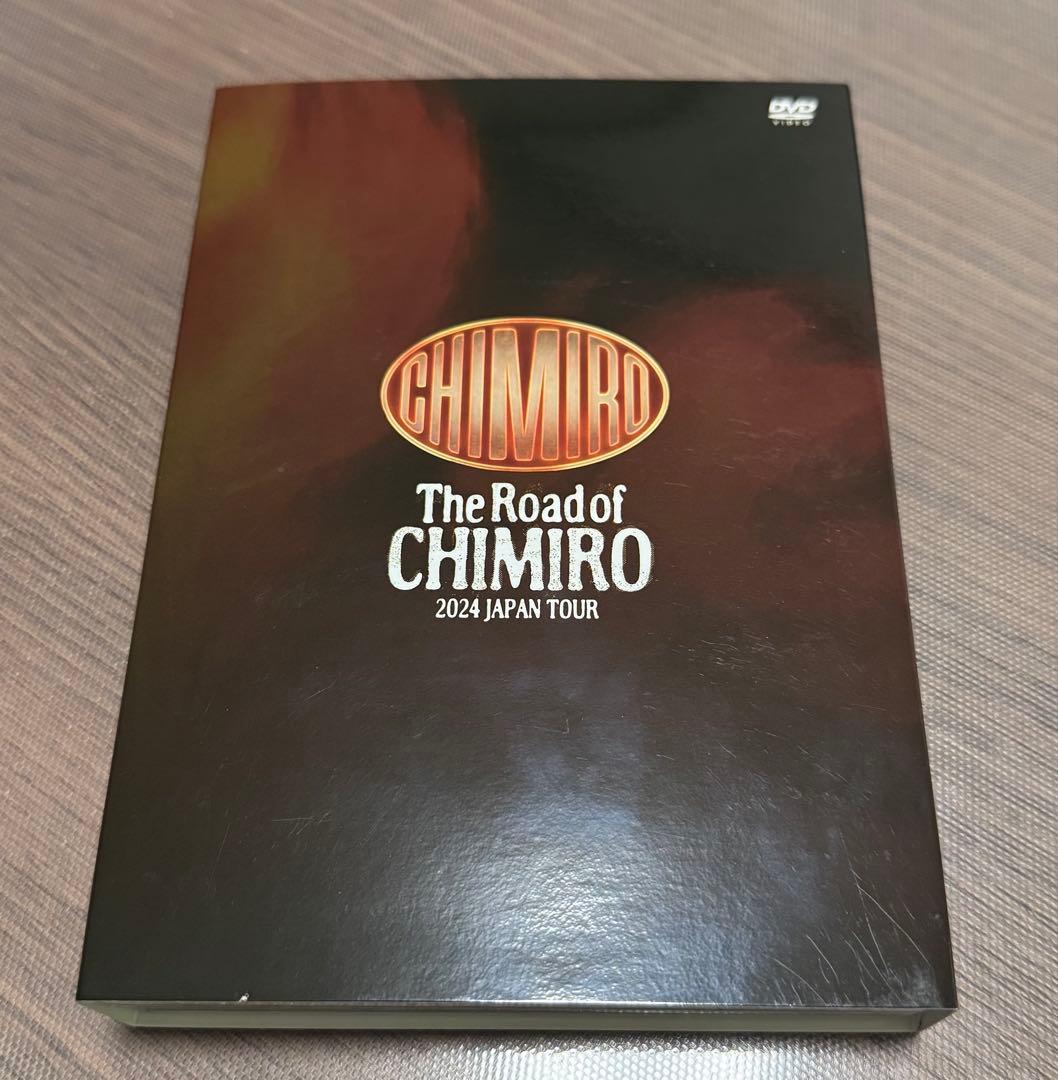 DVD
VIDEO
CHIMIRO
The Road of
CHIMIRO
2024 JAPAN TOUR